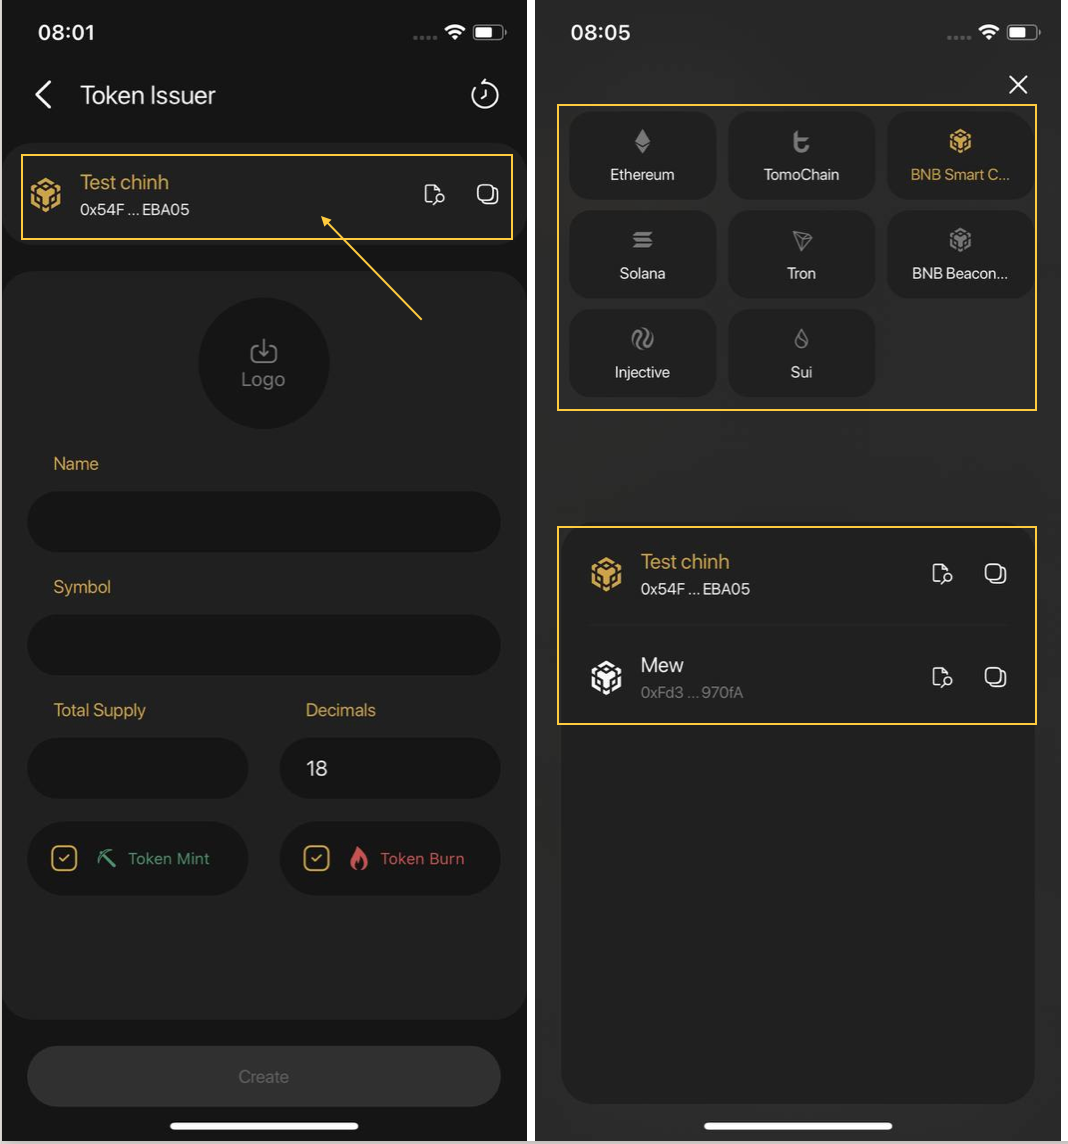 08:01
Token Issuer
Test chinh
0x54F ... EBA05
Logo
Name
Symbol
Total Supply
Decimals
18
Token Mint
Token Burn
Create
08:05
Ethereum
TomoChain
BNB Smart C...
Solana
Tron
BNB Beacon...
Injective
Sui
Test chinh
0x54F ... EBA05
Mew
0xFd3 ... 970fA